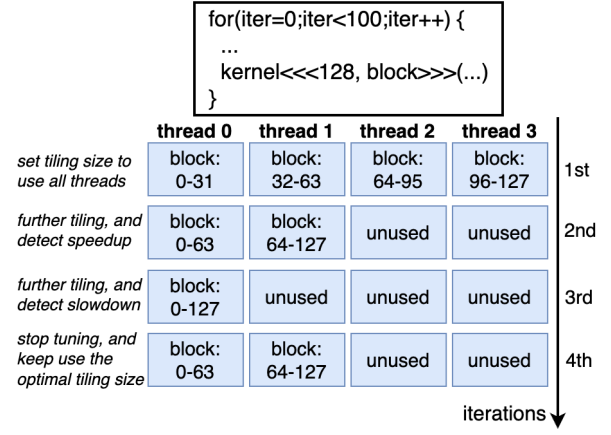 for(iter=0;iter<100;iter++) {
...
kernel<<<128, block>>>(...)
}
thread 0 thread 1 thread 2 thread 3
set tiling size to
use all threads
block:
0-31
block:
32-63
block:
64-95
block:
96-127
1st
further tiling, and
detect speedup
block:
0-63
block:
64-127
unused
unused
2nd
further tiling, and
detect slowdown
block:
0-127
unused
unused
unused
3rd
stop tuning, and
keep use the
optimal tiling size
block:
0-63
block:
64-127
unused
unused
4th
iterations